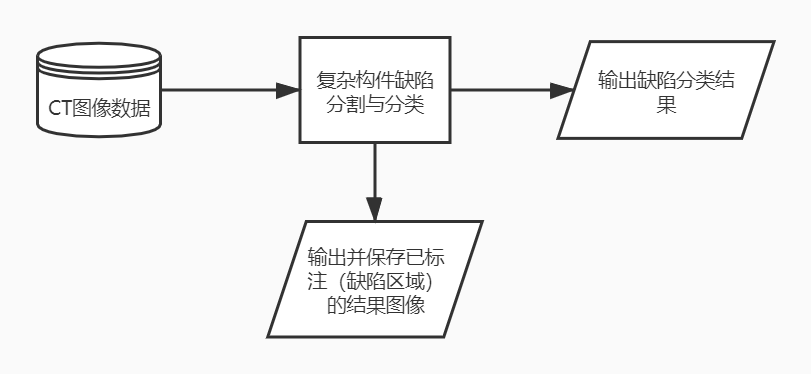 CT图像数据
复杂构件缺陷
分割与分类
输出缺陷分类结
果
输出并保存已标
注（缺陷区域）
的结果图像